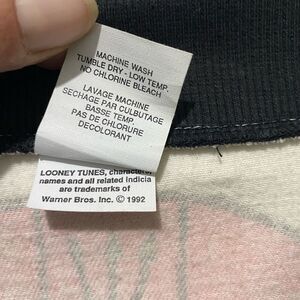 MACHINE WASH
TUMBLE DRY - LOW TEMP.
NO CHLORINE BLEACH
LAVAGE MACHINE
SECHAGE PAR CULBUTAGE
BASSE TEMP.
PAS DE CHLORURE
DECOLORANT
LOONEY TUNES, character
names and all related indicia
are trademarks of
Warner Bros. Inc. © 1992